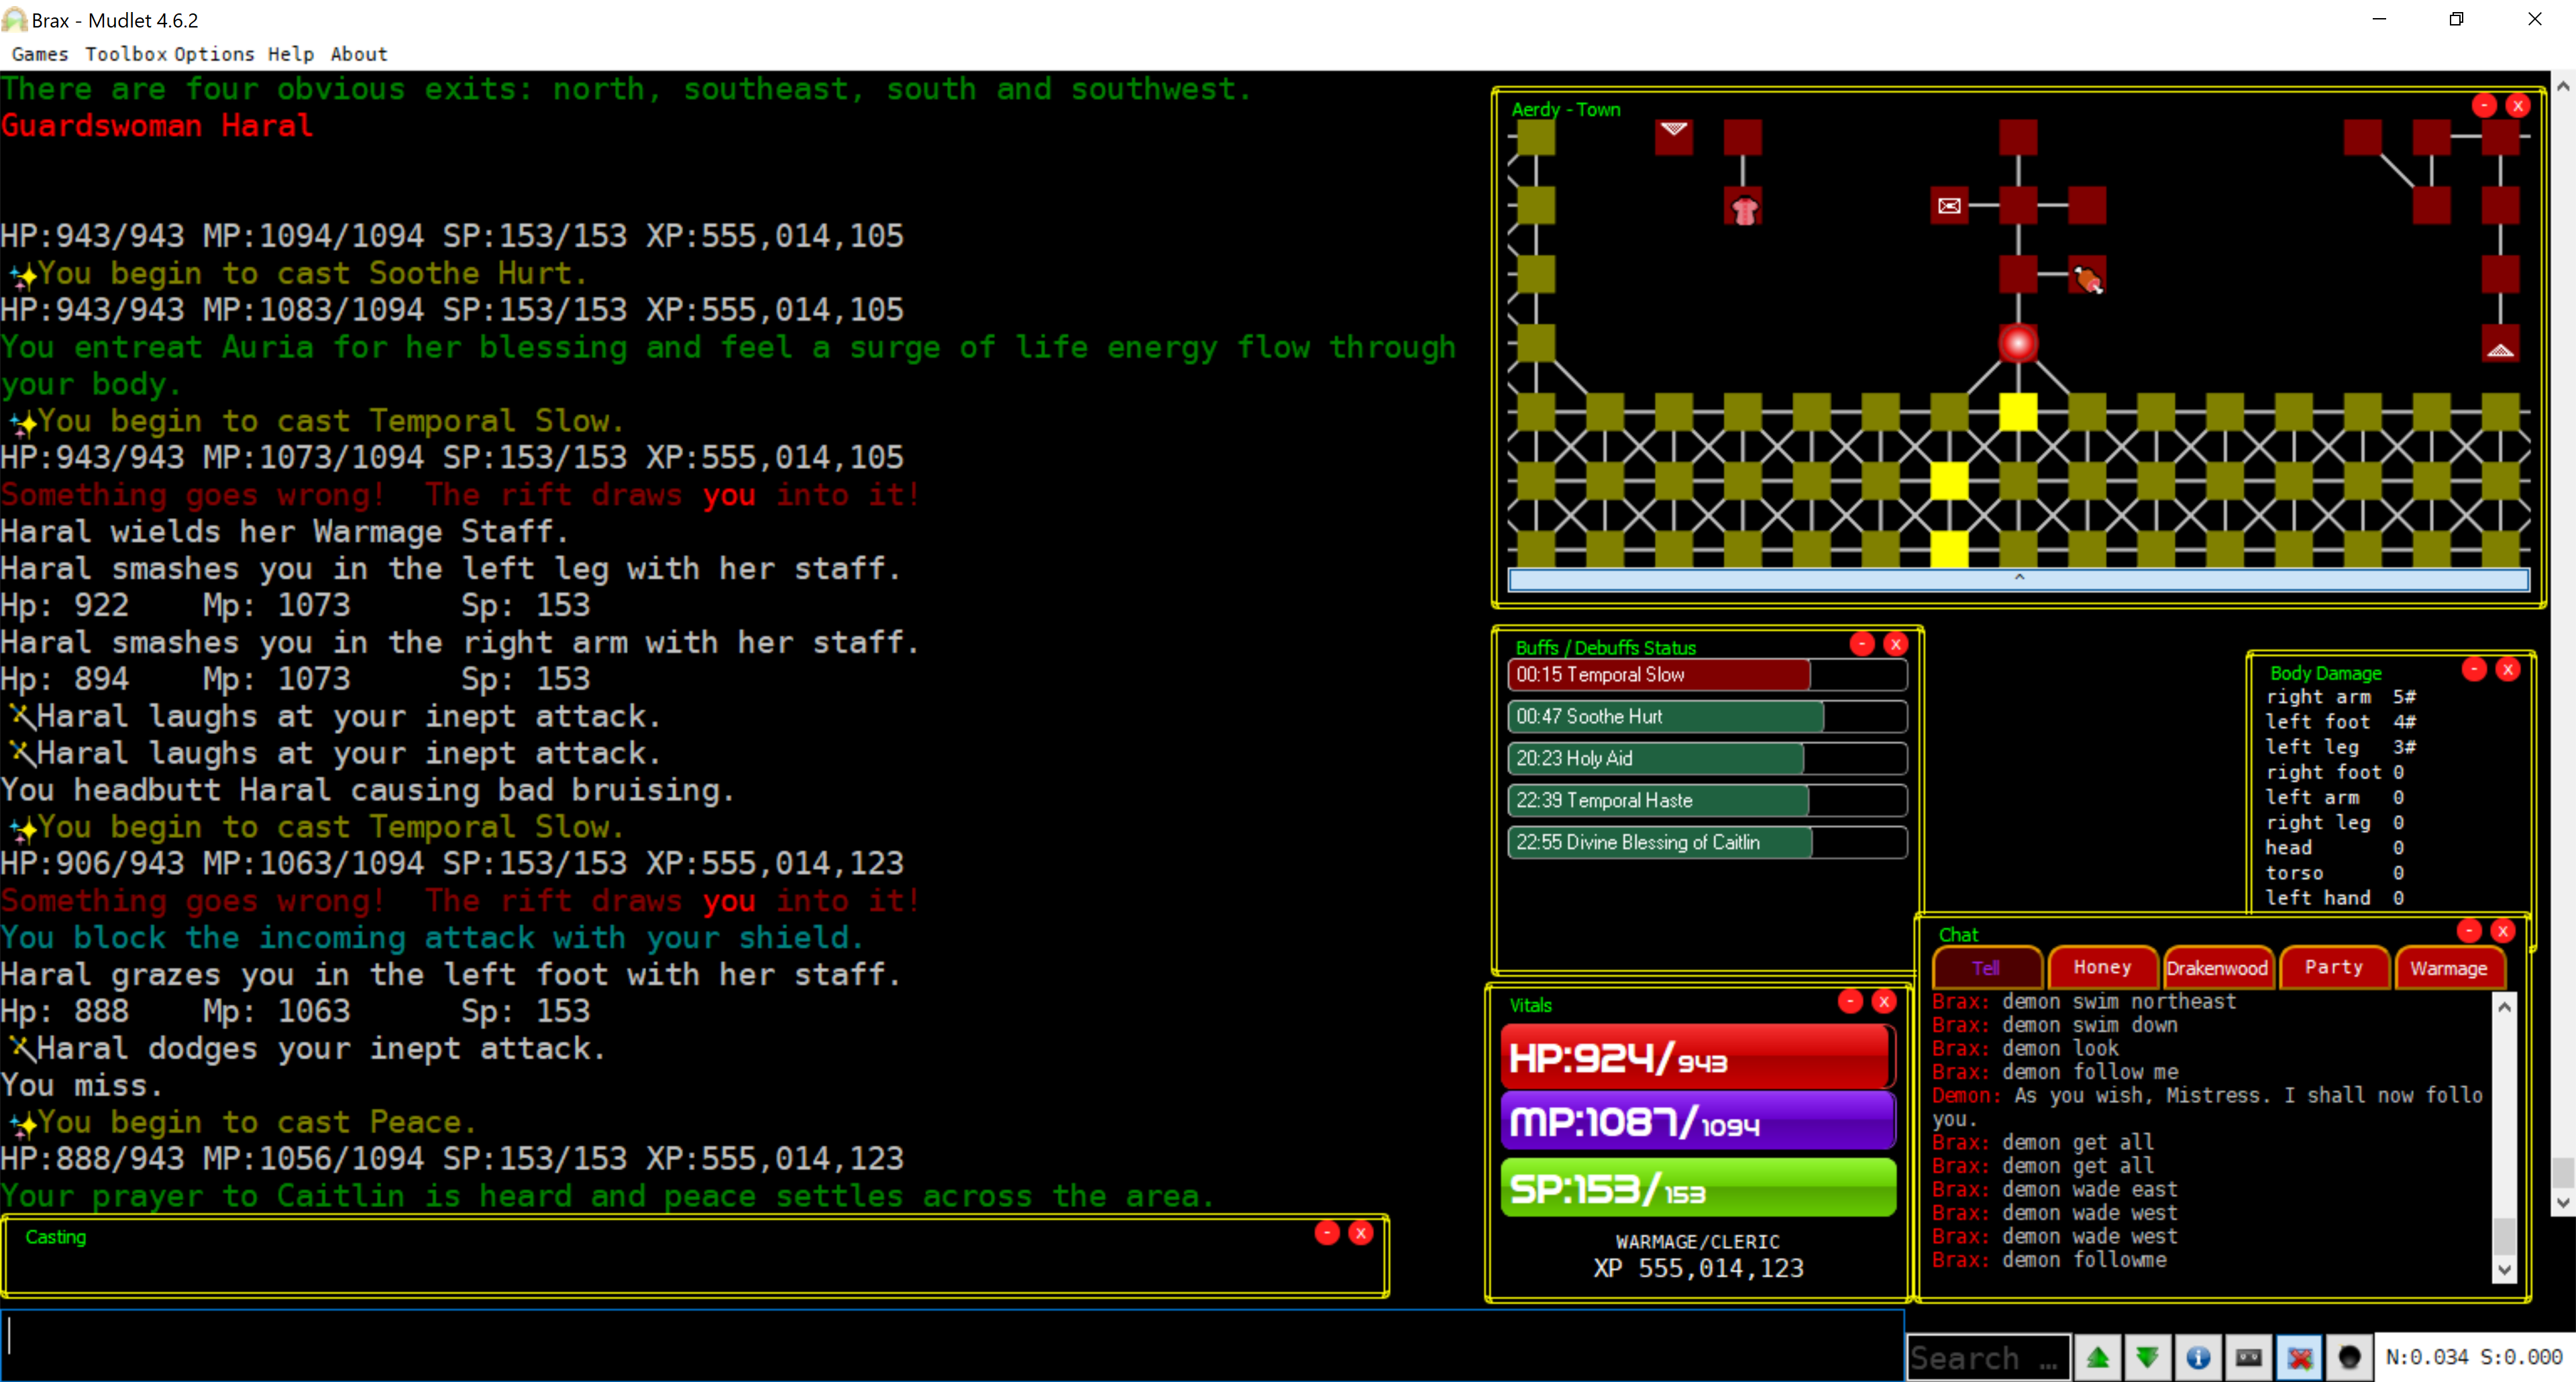 Brax - Mudlet 4.6.2
Games Toolbox Options Help About
There are four obvious exits: north, southeast, south and southwest.
Guardswoman Haral
HP:943/943 MP:1094/1094 SP:153/153 XP:555,014,105
You begin to cast Soothe Hurt.
HP:943/943 MP:1083/1094 SP:153/153 XP:555,014,105
You entreat Auria for her blessing and feel a surge of life energy flow through
your body.
You begin to cast Temporal Slow.
HP:943/943 MP:1073/1094 SP:153/153 XP:555,014,105
Something goes wrong!  The rift draws you into it!
Haral wields her Warmage Staff.
Haral smashes you in the left leg with her staff.
Hp: 922    Mp: 1073      Sp: 153
Haral smashes you in the right arm with her staff.
Hp: 894    Mp: 1073      Sp: 153
Haral laughs at your inept attack.
Haral laughs at your inept attack.
You headbutt Haral causing bad bruising.
You begin to cast Temporal Slow.
HP:906/943 MP:1063/1094 SP:153/153 XP:555,014,123
Something goes wrong!  The rift draws you into it!
You block the incoming attack with your shield.
Haral grazes you in the left foot with her staff.
Hp: 888    Mp: 1063      Sp: 153
Haral dodges your inept attack.
You miss.
You begin to cast Peace.
HP:888/943 MP:1056/1094 SP:153/153 XP:555,014,123
Your prayer to Caitlin is heard and peace settles across the area.
Casting
- x
Aerdy - Town
- x
^
Buffs / Debuffs Status
- x
00:15 Temporal Slow
00:47 Soothe Hurt
20:23 Holy Aid
22:39 Temporal Haste
22:55 Divine Blessing of Caitlin
Body Damage
- x
right arm  5#
left foot  4#
left leg   3#
right foot 0
left arm   0
right leg  0
head       0
torso      0
left hand  0
Vitals
- x
HP:924/943
MP:1087/1094
SP:153/153
WARMAGE/CLERIC
XP 555,014,123
Chat
- x
Tell Honey Drakenwood Party Warmage
Brax: demon swim northeast
Brax: demon swim down
Brax: demon look
Brax: demon follow me
Demon: As you wish, Mistress. I shall now follo
you.
Brax: demon get all
Brax: demon get all
Brax: demon wade east
Brax: demon wade west
Brax: demon wade west
Brax: demon followme
Search ...
N:0.034 S:0.000